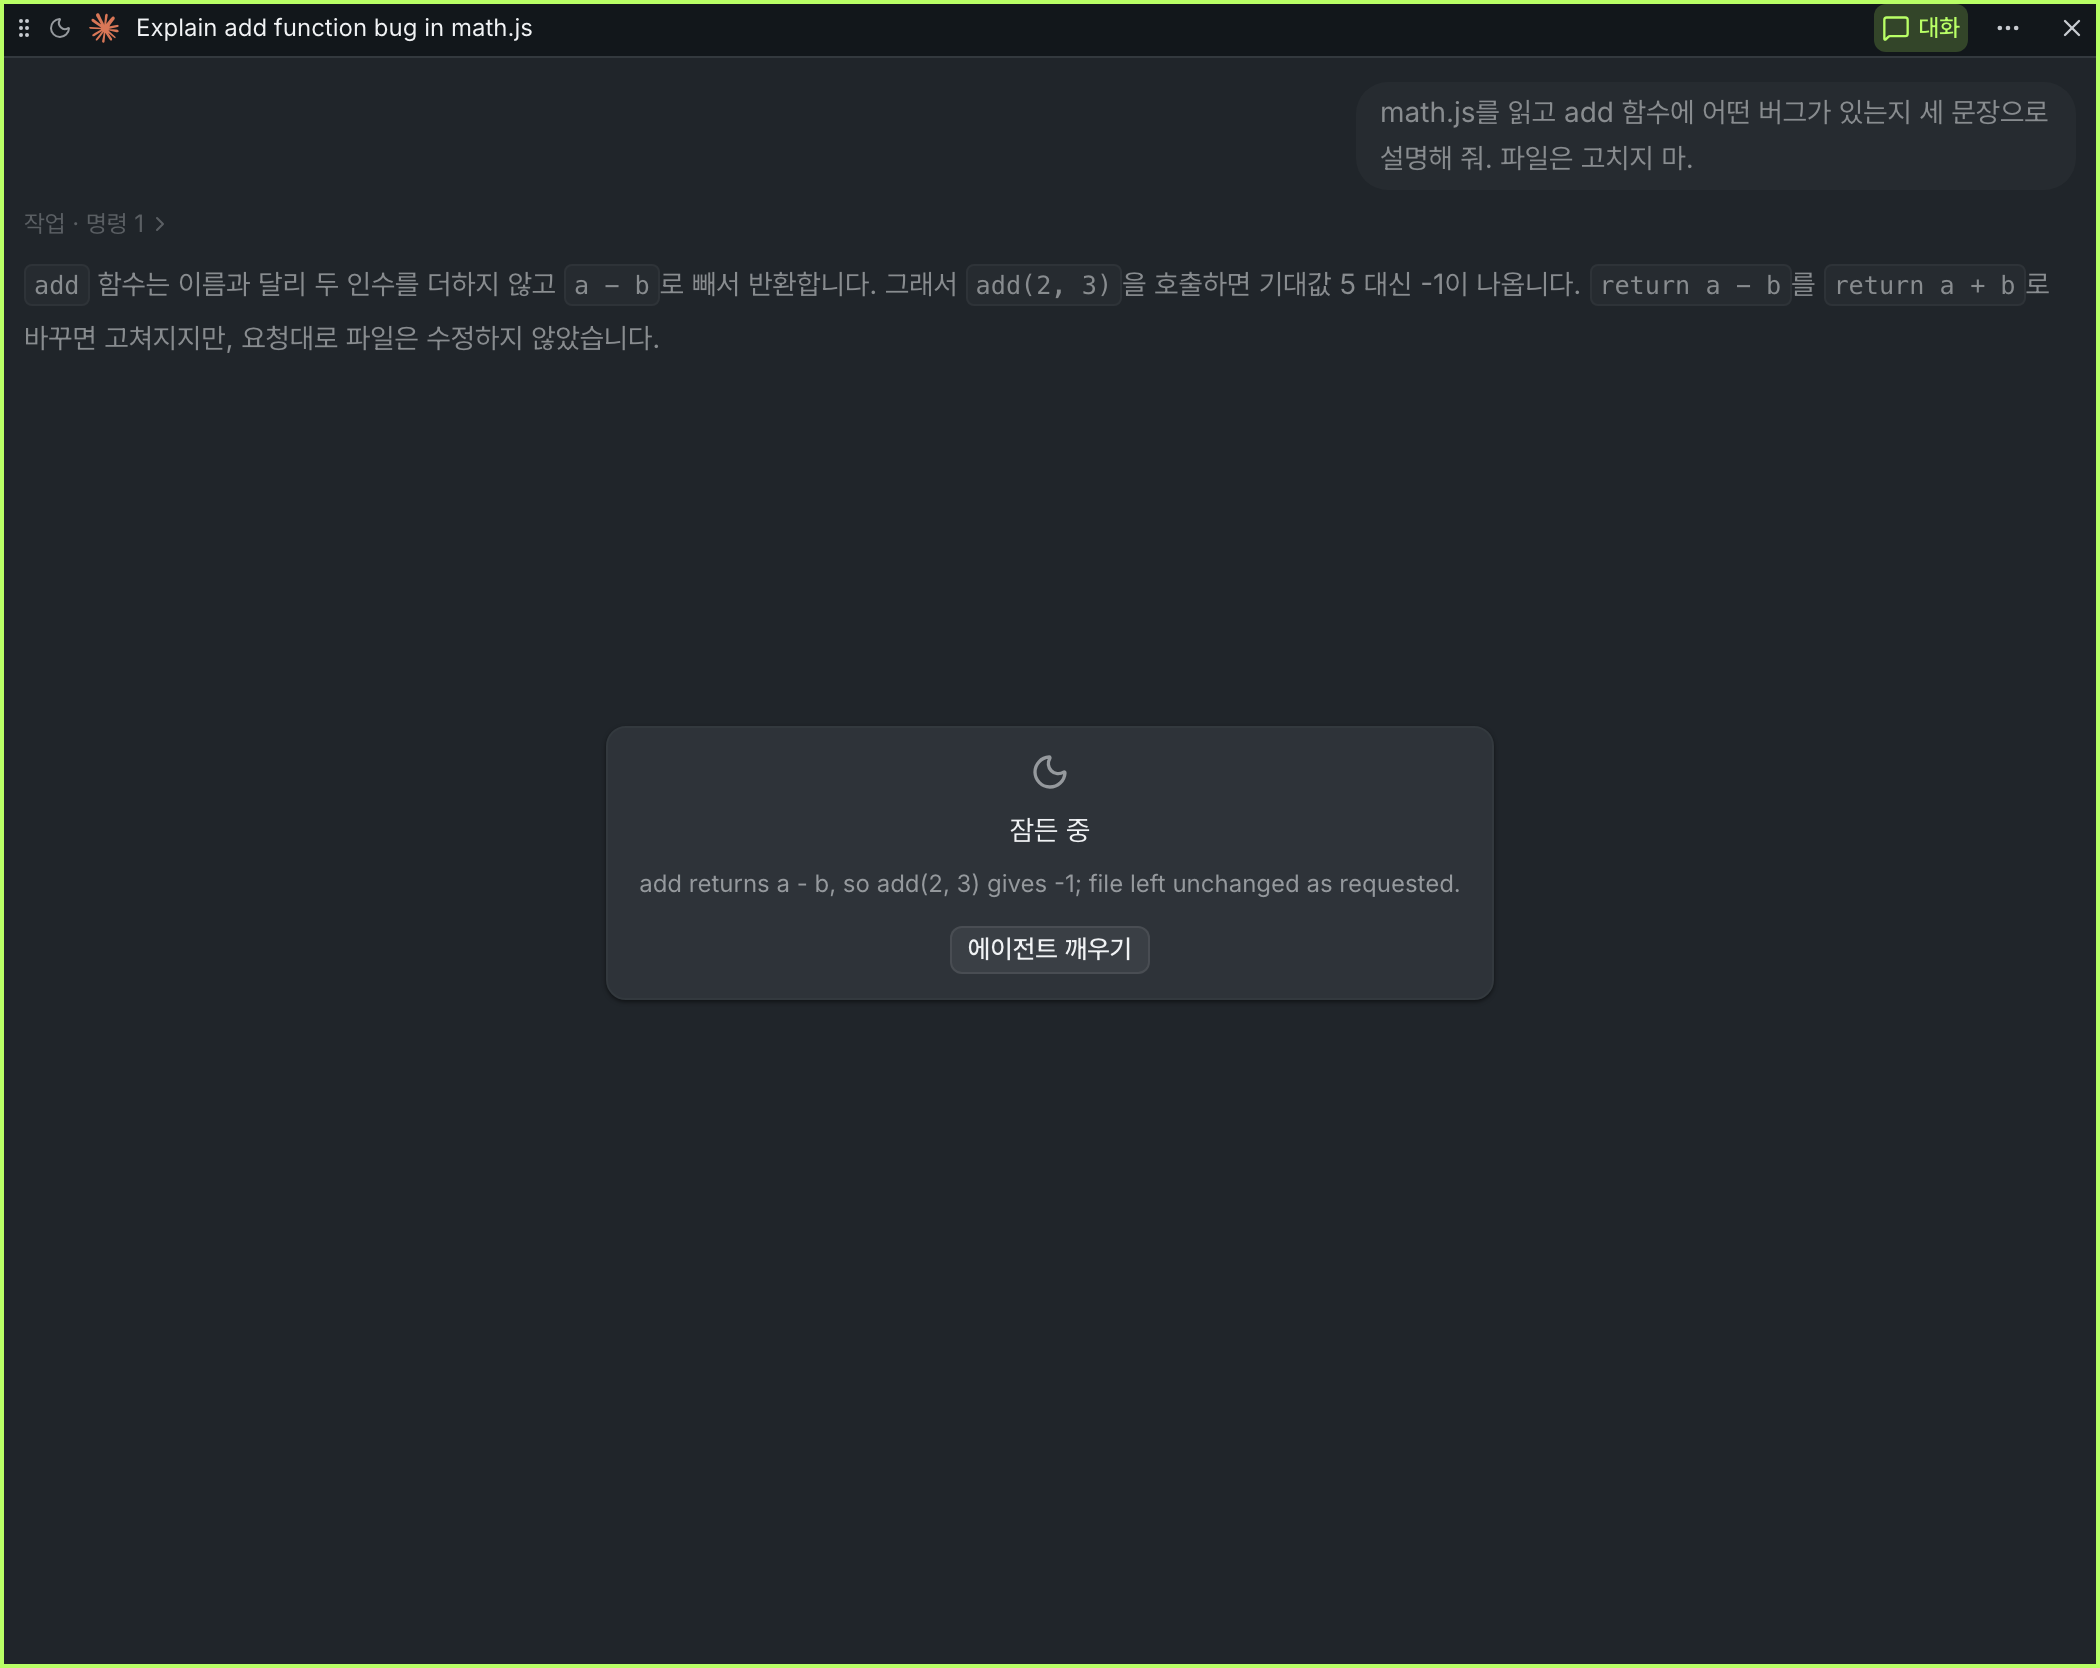 Explain add function bug in math.js
대화
math.js를 읽고 add 함수에 어떤 버그가 있는지 세 문장으로
설명해 줘. 파일은 고치지 마.
작업 · 명령 1
add 함수는 이름과 달리 두 인수를 더하지 않고 a - b로 빼서 반환합니다. 그래서 add(2, 3)을 호출하면 기대값 5 대신 -1이 나옵니다. return a - b를 return a + b로
바꾸면 고쳐지지만, 요청대로 파일은 수정하지 않았습니다.
잠든 중
add returns a - b, so add(2, 3) gives -1; file left unchanged as requested.
에이전트 깨우기